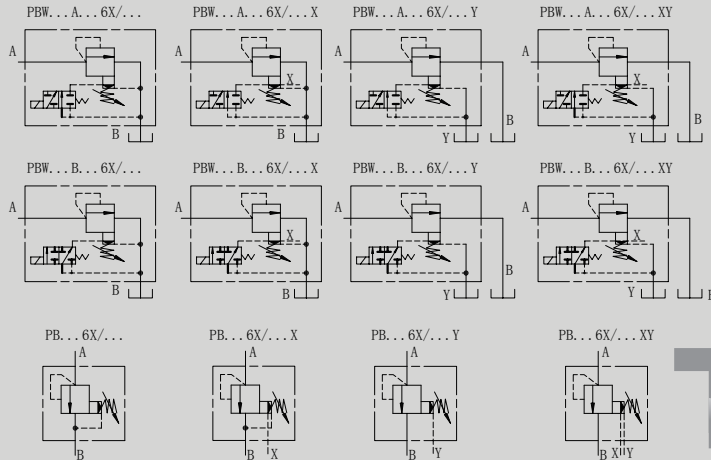 PBW...A...6X/... PBW...A...6X/...X PBW...A...6X/...Y PBW...A...6X/...XY
A A A A
X X
B B Y B Y B
PBW...B...6X/... PBW...B...6X/...X PBW...B...6X/...Y PBW...B...6X/...XY
A A A A
X X
B B Y B Y B
PB...6X/... PB...6X/...X PB...6X/...Y PB...6X/...XY
A A A A
B B X B Y B X Y